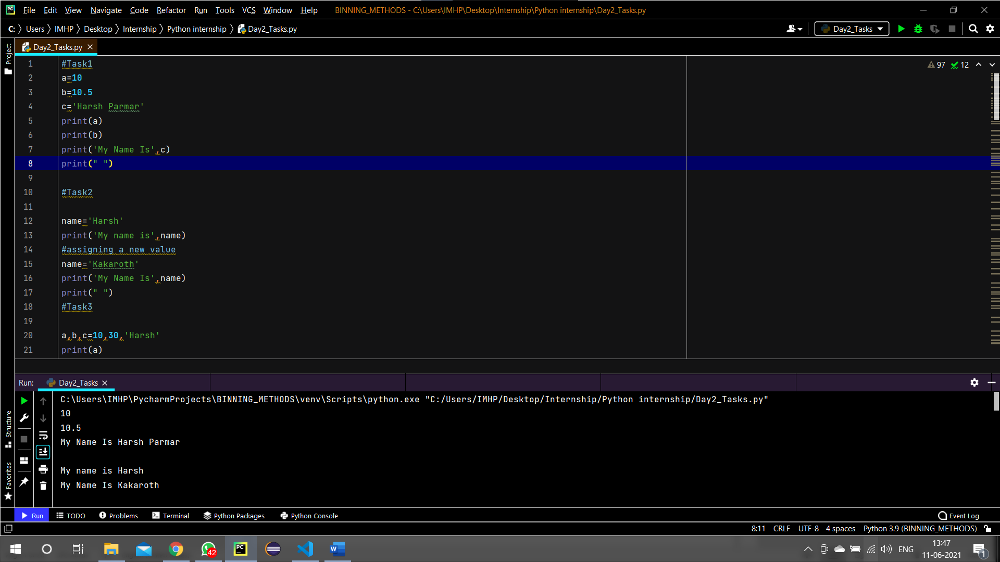 File Edit View Navigate Code Refactor Run Tools VCS Window Help BINNING_METHODS - C:\Users\IMHP\Desktop\Internship\Python internship\Day2_Tasks.py
C: Users IMHP Desktop Internship Python internship Day2_Tasks.py Day2_Tasks
Project
Day2_Tasks.py
97 12
1 #Task1
2 a=10
3 b=10.5
4 c='Harsh Parmar'
5 print(a)
6 print(b)
7 print('My Name Is',c)
8 print(" ")
9
10 #Task2
11
12 name='Harsh'
13 print('My name is',name)
14 #assigning a new value
15 name='Kakaroth'
16 print('My Name Is',name)
17 print(" ")
18 #Task3
19
20 a,b,c=10,30,'Harsh'
21 print(a)
Run: Day2_Tasks
C:\Users\IMHP\PycharmProjects\BINNING_METHODS\venv\Scripts\python.exe "C:/Users/IMHP/Desktop/Internship/Python internship/Day2_Tasks.py"
10
10.5
My Name Is Harsh Parmar
My name is Harsh
My Name Is Kakaroth
Structure
Favorites
Run TODO Problems Terminal Python Packages Python Console Event Log
8:11 CRLF UTF-8 4 spaces Python 3.9 (BINNING_METHODS)
PC
42
PC
W
ENG
13:47
11-06-2021
1